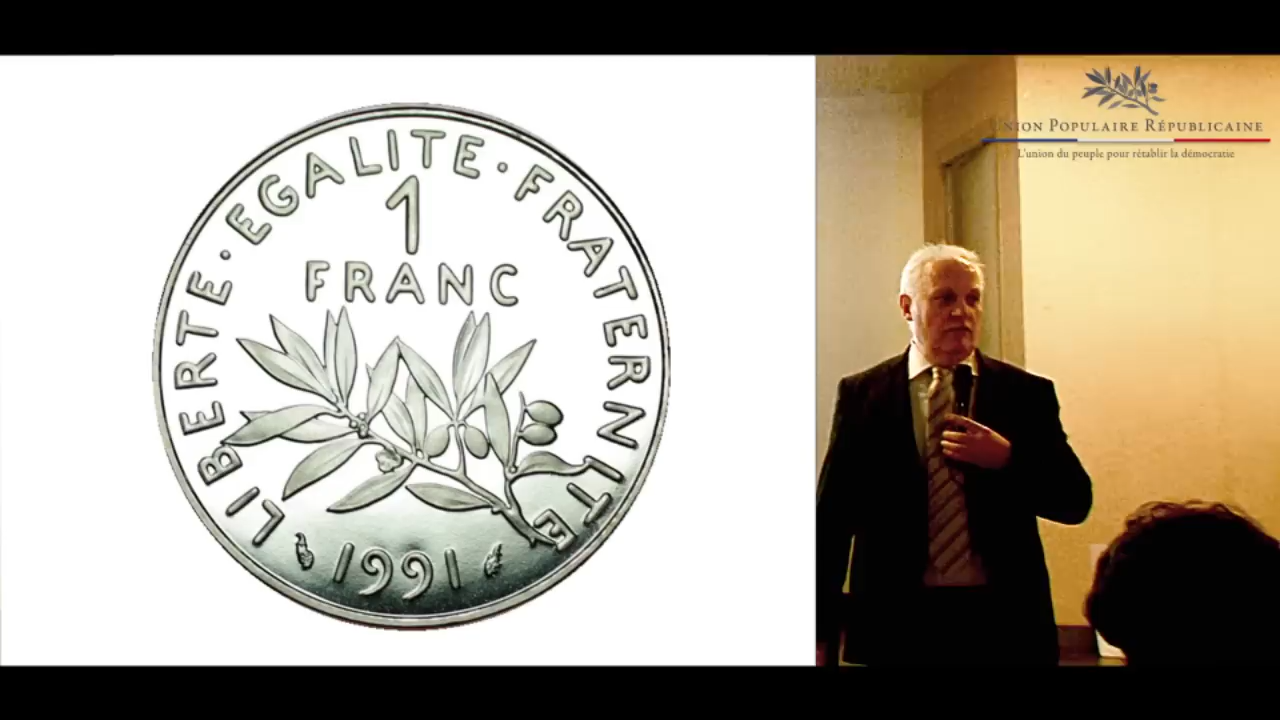 LIBERTE · EGALITE · FRATERNITE
1
FRANC
1991
UNION POPULAIRE RÉPUBLICAINE
L'union du peuple pour rétablir la démocratie